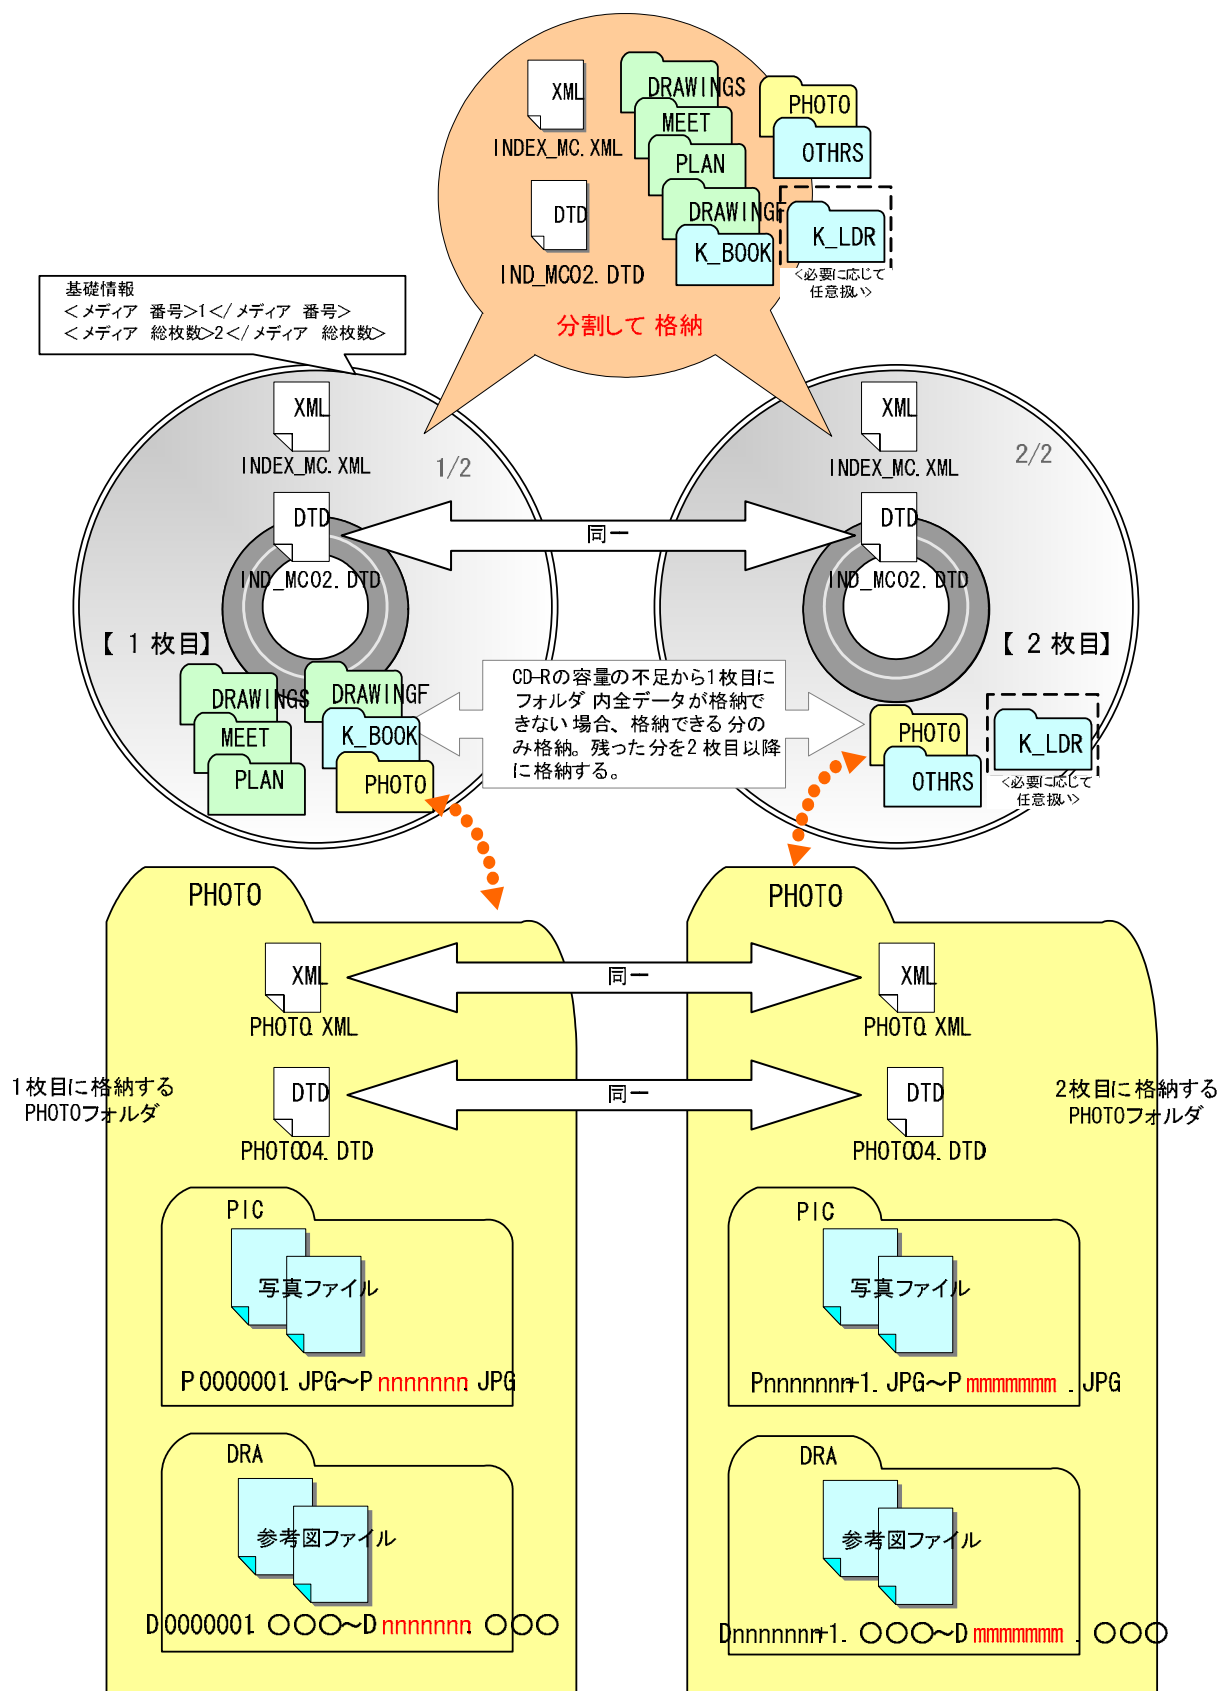 XML
INDEX_MC.XML
DTD
IND_MC02.DTD
DRAWINGS
MEET
PLAN
DRAWINGF
K_BOOK
PHOTO
OTHRS
K_LDR
<必要に応じて
任意扱い>
分割して格納
基礎情報
<メディア 番号>1</メディア 番号>
<メディア 総枚数>2</メディア 総枚数>
XML
INDEX_MC.XML
1/2
DTD
IND_MC02.DTD
【1枚目】
DRAWINGS
MEET
PLAN
DRAWINGF
K_BOOK
PHOTO
同一
XML
INDEX_MC.XML
2/2
DTD
IND_MC02.DTD
【2枚目】
PHOTO
OTHRS
K_LDR
<必要に応じて
任意扱い>
CD-Rの容量の不足から1枚目に
フォルダ内全データが格納で
きない場合、格納できる分の
み格納。残った分を2枚目以降
に格納する。
PHOTO
XML
PHOTO.XML
1枚目に格納する
PHOTOフォルダ
DTD
PHOTO04.DTD
PIC
写真ファイル
P0000001.JPG～Pnnnnnnn.JPG
DRA
参考図ファイル
D0000001.○○○～Dnnnnnnn.○○○
同一
同一
PHOTO
XML
PHOTO.XML
2枚目に格納する
PHOTOフォルダ
DTD
PHOTO04.DTD
PIC
写真ファイル
Pnnnnnnn+1.JPG～Pmmmmmmm.JPG
DRA
参考図ファイル
Dnnnnnnn+1.○○○～Dmmmmmmm.○○○